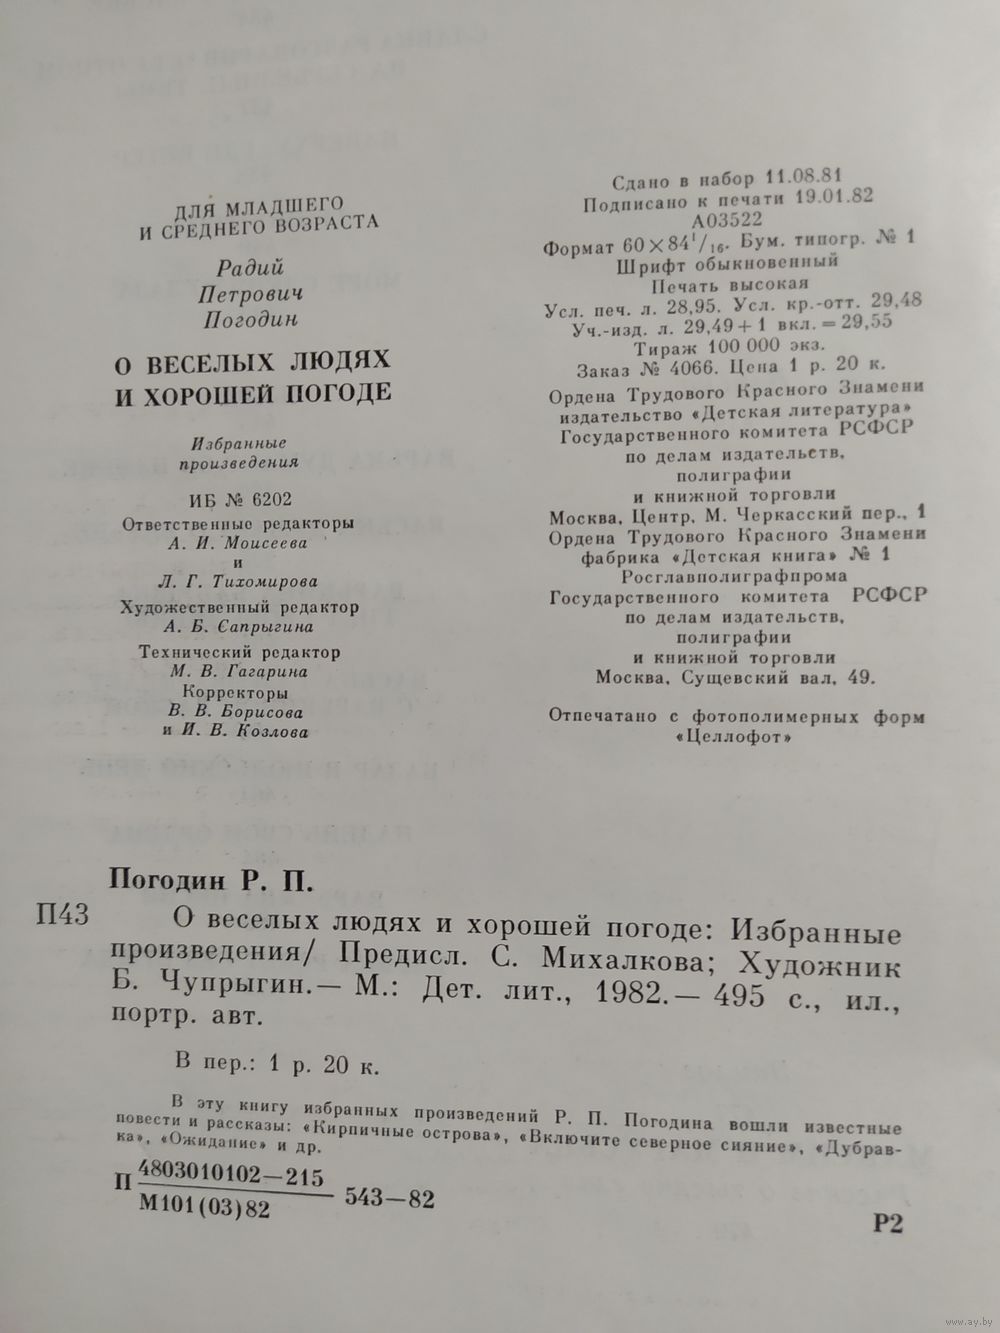 ДЛЯ МЛАДШЕГО
И СРЕДНЕГО ВОЗРАСТА
Радий
Петрович
Погодин
О ВЕСЕЛЫХ ЛЮДЯХ
И ХОРОШЕЙ ПОГОДЕ
Избранные
произведения
ИБ № 6202
Ответственные редакторы
А. И. Моисеева
и
Л. Г. Тихомирова
Художественный редактор
А. Б. Сапрыгина
Технический редактор
М. В. Гагарина
Корректоры
В. В. Борисова
и И. В. Козлова
Сдано в набор 11.08.81
Подписано к печати 19.01.82
А03522
Формат 60×84¹/₁₆. Бум. типогр. № 1
Шрифт обыкновенный
Печать высокая
Усл. печ. л. 28,95. Усл. кр.-отт. 29,48
Уч.-изд. л. 29,49+1 вкл.=29,55
Тираж 100 000 экз.
Заказ № 4066. Цена 1 р. 20 к.
Ордена Трудового Красного Знамени
издательство «Детская литература»
Государственного комитета РСФСР
по делам издательств,
полиграфии
и книжной торговли
Москва, Центр, М. Черкасский пер., 1
Ордена Трудового Красного Знамени
фабрика «Детская книга» № 1
Росглавполиграфпрома
Государственного комитета РСФСР
по делам издательств,
полиграфии
и книжной торговли
Москва, Сущевский вал, 49.
Отпечатано с фотополимерных форм
«Целлофот»
Погодин Р. П.
П43 О веселых людях и хорошей погоде: Избранные
произведения/ Предисл. С. Михалкова; Художник
Б. Чупрыгин.— М.: Дет. лит., 1982.— 495 с., ил.,
портр. авт.
В пер.: 1 р. 20 к.
В эту книгу избранных произведений Р. П. Погодина вошли известные
повести и рассказы: «Кирпичные острова», «Включите северное сияние», «Дубрав-
ка», «Ожидание» и др.
П 4803010102—215
М101(03)82 543—82
Р2
www.ay.by